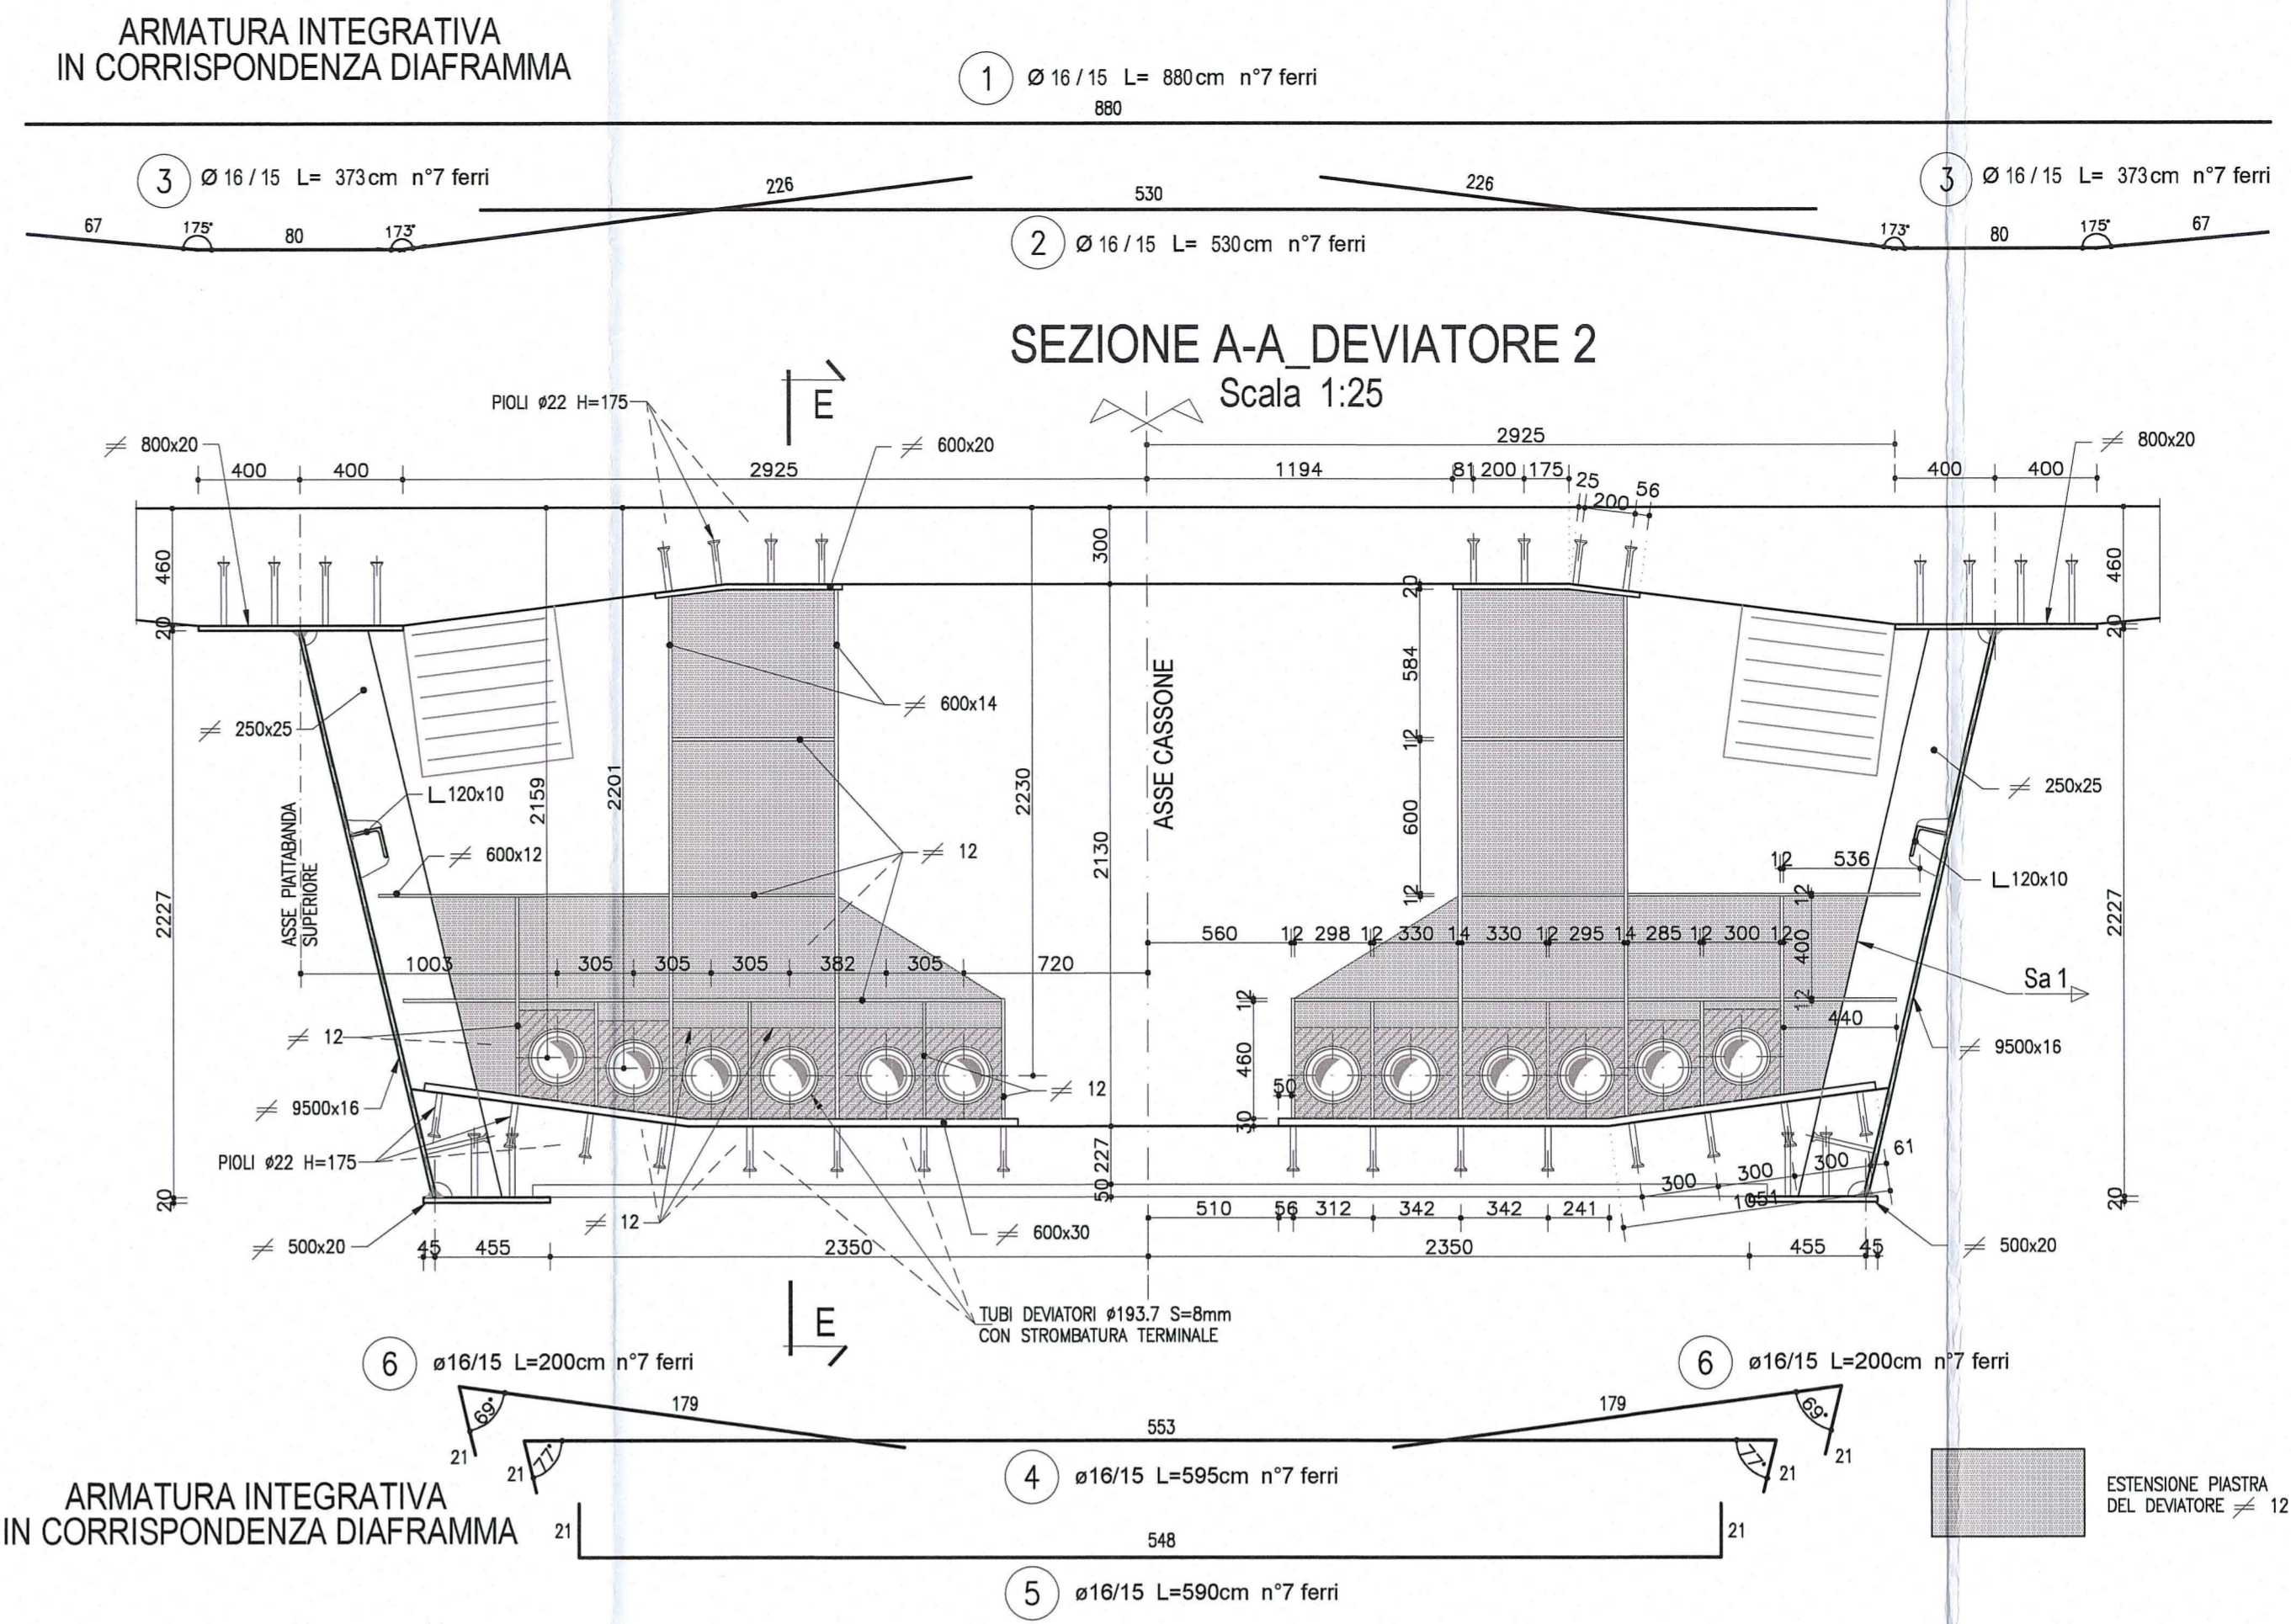 ARMATURA INTEGRATIVA
IN CORRISPONDENZA DIAFRAMMA
1 Ø 16 / 15 L= 880cm n°7 ferri
880
3 Ø 16 / 15 L= 373cm n°7 ferri
226
530
226
3 Ø 16 / 15 L= 373cm n°7 ferri
67 175° 80 173°
2 Ø 16 / 15 L= 530cm n°7 ferri
173° 80 175° 67
SEZIONE A-A_DEVIATORE 2
Scala 1:25
PIOLI ø22 H=175
E
≠ 800x20
≠ 600x20
2925
≠ 800x20
400 400 2925 1194 81 200 175 400 400
25 200 56
460
300
460
20
20
20
584
≠ 250x25
≠ 600x14
12
ASSE CASSONE
L 120x10
2159
2201
2230
≠ 250x25
ASSE PIATTABANDA
SUPERIORE
≠ 600x12
≠ 12
2130
600
12 536
L 120x10
2227
12
12
2227
560 12 298 12 330 14 330 12 295 14 285 12 300 12
400
1003 305 305 305 382 305 720
Sa 1
12
12
440
≠ 12
≠ 9500x16
460
50
≠ 12
≠ 9500x16
30
PIOLI ø22 H=175
227
61
300 300 300
50
20
20
1051
≠ 12
510 56 312 342 342 241
≠ 600x30
≠ 500x20
45 455 2350 2350 455 45
≠ 500x20
E
TUBI DEVIATORI ø193.7 S=8mm
CON STROMBATURA TERMINALE
6 ø16/15 L=200cm n°7 ferri
6 ø16/15 L=200cm n°7 ferri
69° 179 179 69°
553
21 21 77° 77° 21 21
4 ø16/15 L=595cm n°7 ferri
ARMATURA INTEGRATIVA
IN CORRISPONDENZA DIAFRAMMA
21 548 21
5 ø16/15 L=590cm n°7 ferri
ESTENSIONE PIASTRA
DEL DEVIATORE ≠ 12